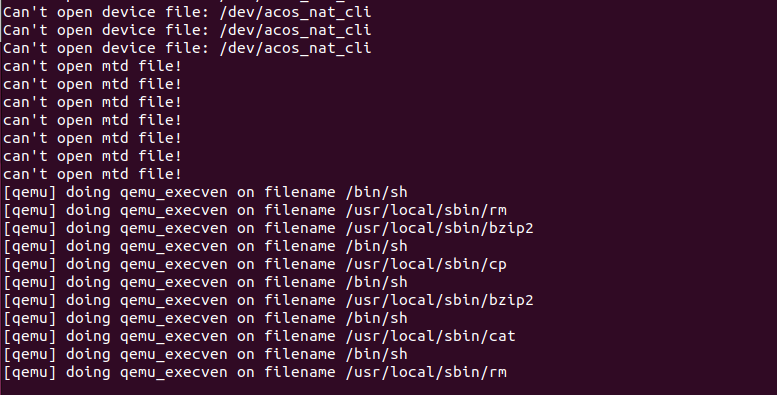 Can't open device file: /dev/acos_nat_cli
Can't open device file: /dev/acos_nat_cli
Can't open device file: /dev/acos_nat_cli
can't open mtd file!
can't open mtd file!
can't open mtd file!
can't open mtd file!
can't open mtd file!
can't open mtd file!
can't open mtd file!
[qemu] doing qemu_execven on filename /bin/sh
[qemu] doing qemu_execven on filename /usr/local/sbin/rm
[qemu] doing qemu_execven on filename /usr/local/sbin/bzip2
[qemu] doing qemu_execven on filename /bin/sh
[qemu] doing qemu_execven on filename /usr/local/sbin/cp
[qemu] doing qemu_execven on filename /bin/sh
[qemu] doing qemu_execven on filename /usr/local/sbin/bzip2
[qemu] doing qemu_execven on filename /bin/sh
[qemu] doing qemu_execven on filename /usr/local/sbin/cat
[qemu] doing qemu_execven on filename /bin/sh
[qemu] doing qemu_execven on filename /usr/local/sbin/rm